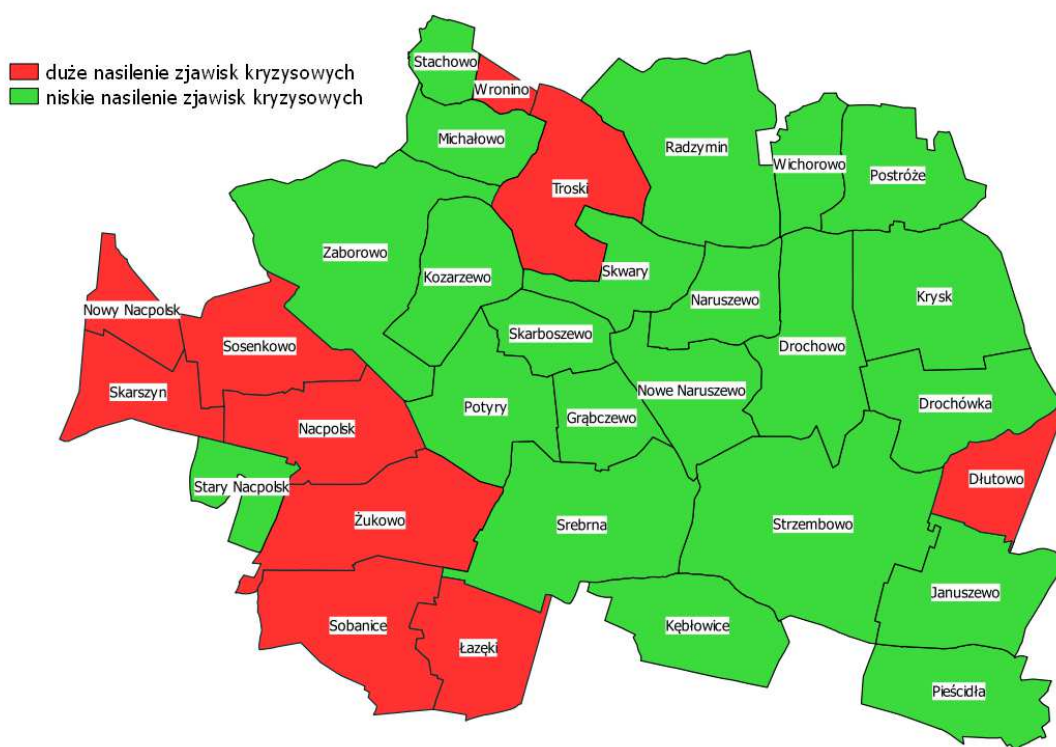 duże nasilenie zjawisk kryzysowych
niskie nasilenie zjawisk kryzysowych
Stachowo
Wronino
Michałowo
Radzymin
Wichorowo
Postróże
Troski
Zaborowo
Kozarzewo
Skwary
Naruszewo
Krysk
Nowy Nacpolsk
Sosenkowo
Skarboszewo
Drochowo
Skarszyn
Nacpolsk
Potyry
Grąbczewo
Nowe Naruszewo
Drochówka
Stary Nacpolsk
Dłutowo
Żukowo
Srebrna
Strzembowo
Januszewo
Sobanice
Łazęki
Kębłowice
Pieścidła